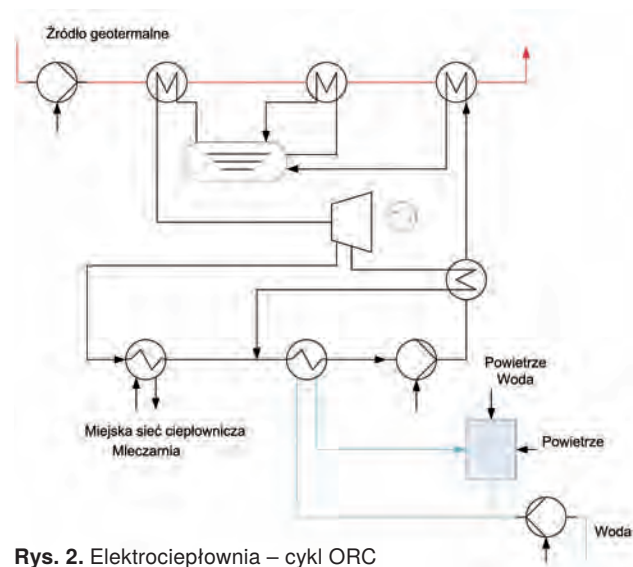 Źródło geotermalne
Powietrze
Woda
Powietrze
Miejska sieć ciepłownicza
Mleczarnia
Woda
Rys. 2. Elektrociepłownia – cykl ORC